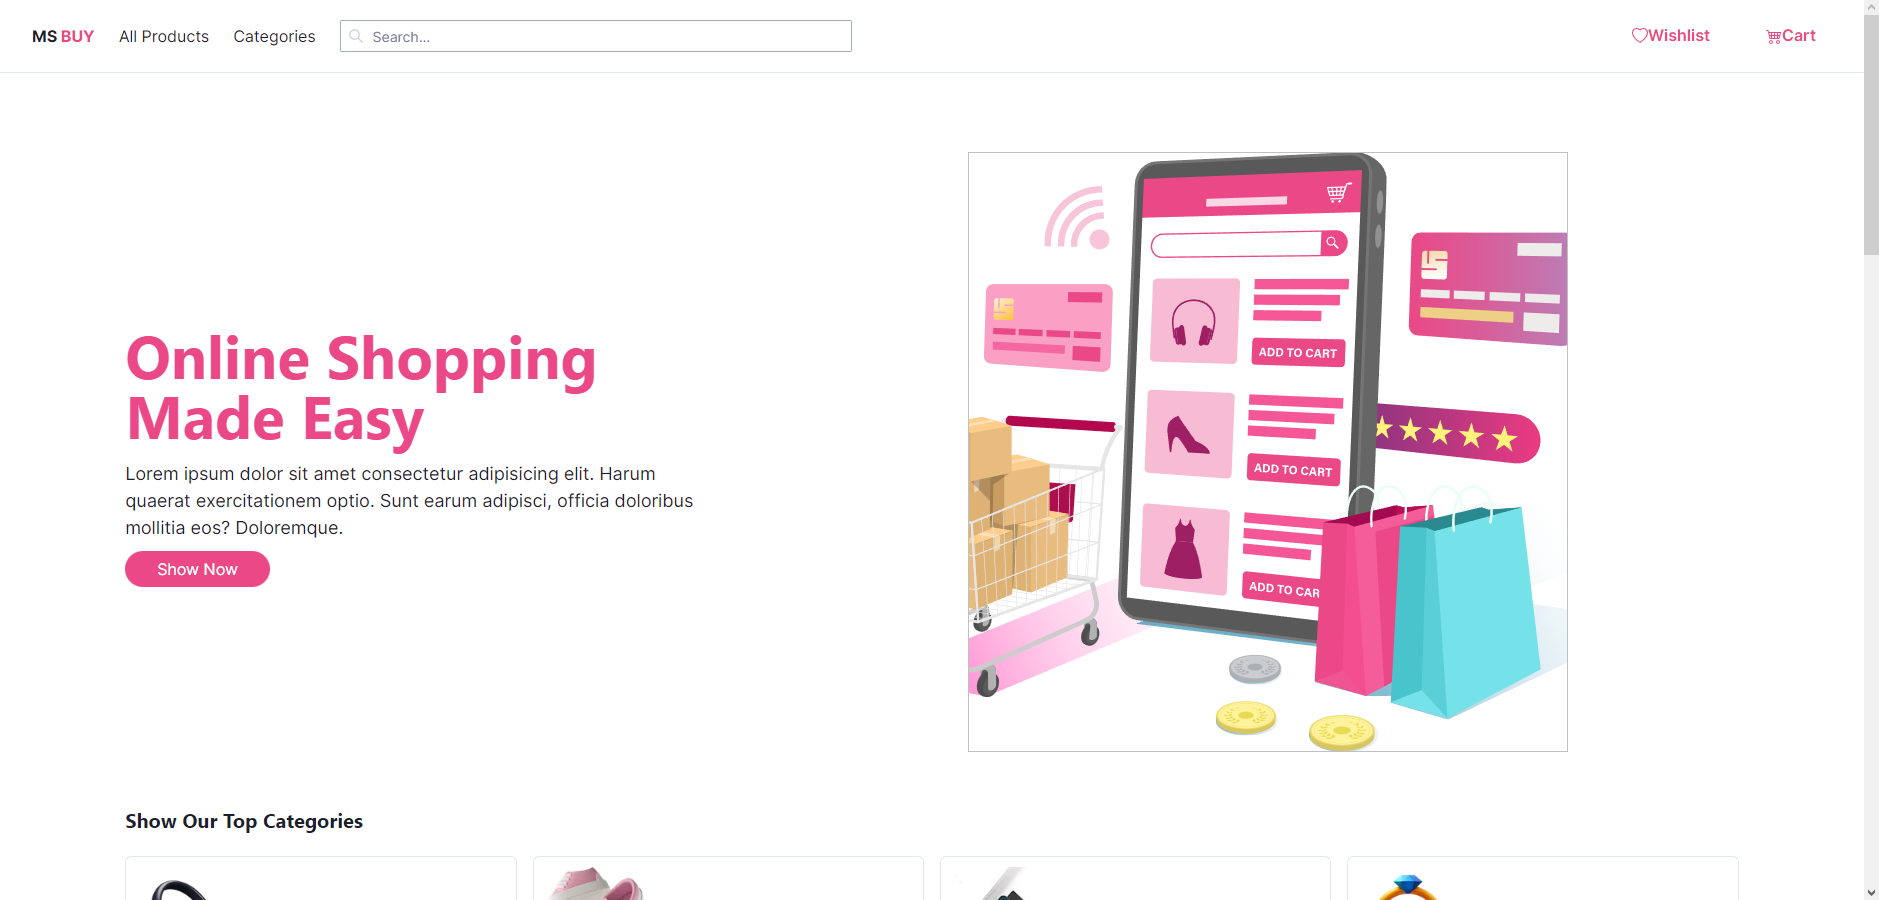 MS BUY All Products Categories Search... Wishlist Cart
Online Shopping
Made Easy
Lorem ipsum dolor sit amet consectetur adipisicing elit. Harum
quaerat exercitationem optio. Sunt earum adipisci, officia doloribus
mollitia eos? Doloremque.
Show Now
ADD TO CART
ADD TO CART
ADD TO CAR
Show Our Top Categories